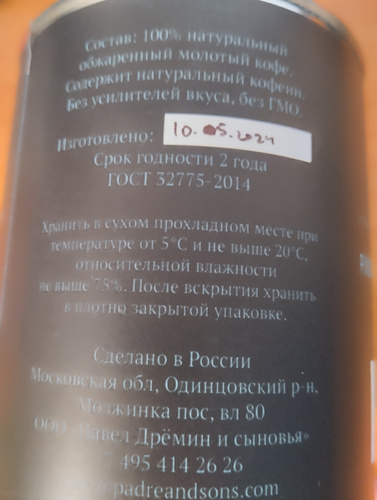 Состав: 100% натуральный
обжаренный молотый кофе.
Содержит натуральный кофеин.
Без усилителей вкуса, без ГМО.
Изготовлено: 10.05.2024
Срок годности 2 года
ГОСТ 32775-2014
Хранить в сухом прохладном месте при
температуре от 5°С и не выше 20°С,
относительной влажности
не выше 75%. После вскрытия хранить
в плотно закрытой упаковке.
Сделано в России
Московская обл, Одинцовский р-н,
Мозжинка пос, вл 80
ООО «Павел Дрёмин и сыновья»
495 414 26 26
padreandsons.com